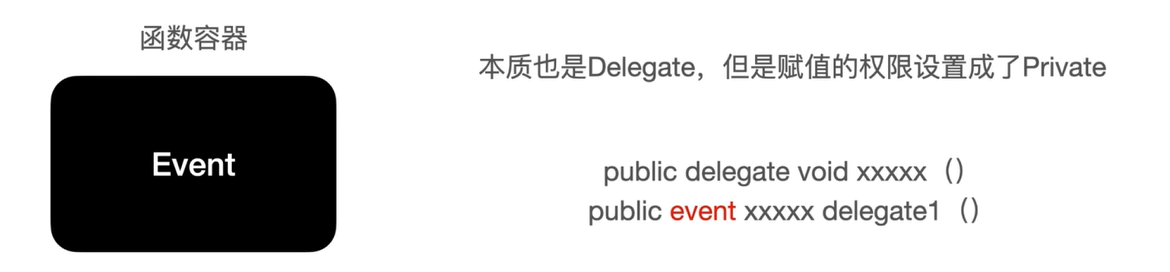 函数容器
Event
本质也是Delegate，但是赋值的权限设置成了Private
public delegate void xxxxx（）
public event xxxxx delegate1（）